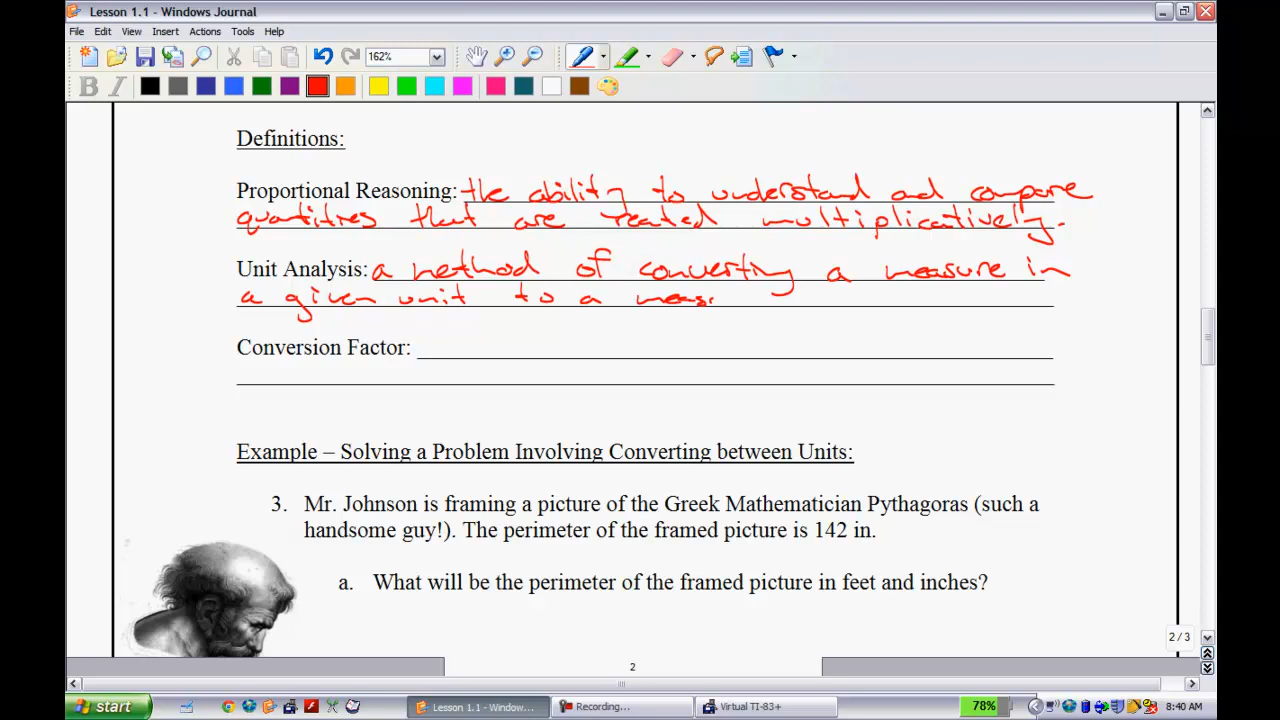 Lesson 1.1 - Windows Journal
File Edit View Insert Actions Tools Help
162%
B I
Definitions:
Proportional Reasoning: the ability to understand and compare
quantities that are related multiplicatively.
Unit Analysis: a method of converting a measure in
a given unit to a meas
Conversion Factor:
Example – Solving a Problem Involving Converting between Units:
3. Mr. Johnson is framing a picture of the Greek Mathematician Pythagoras (such a
handsome guy!). The perimeter of the framed picture is 142 in.
a. What will be the perimeter of the framed picture in feet and inches?
2 / 3
2
start Lesson 1.1 - Window... Recording... Virtual TI-83+ 78% 8:40 AM